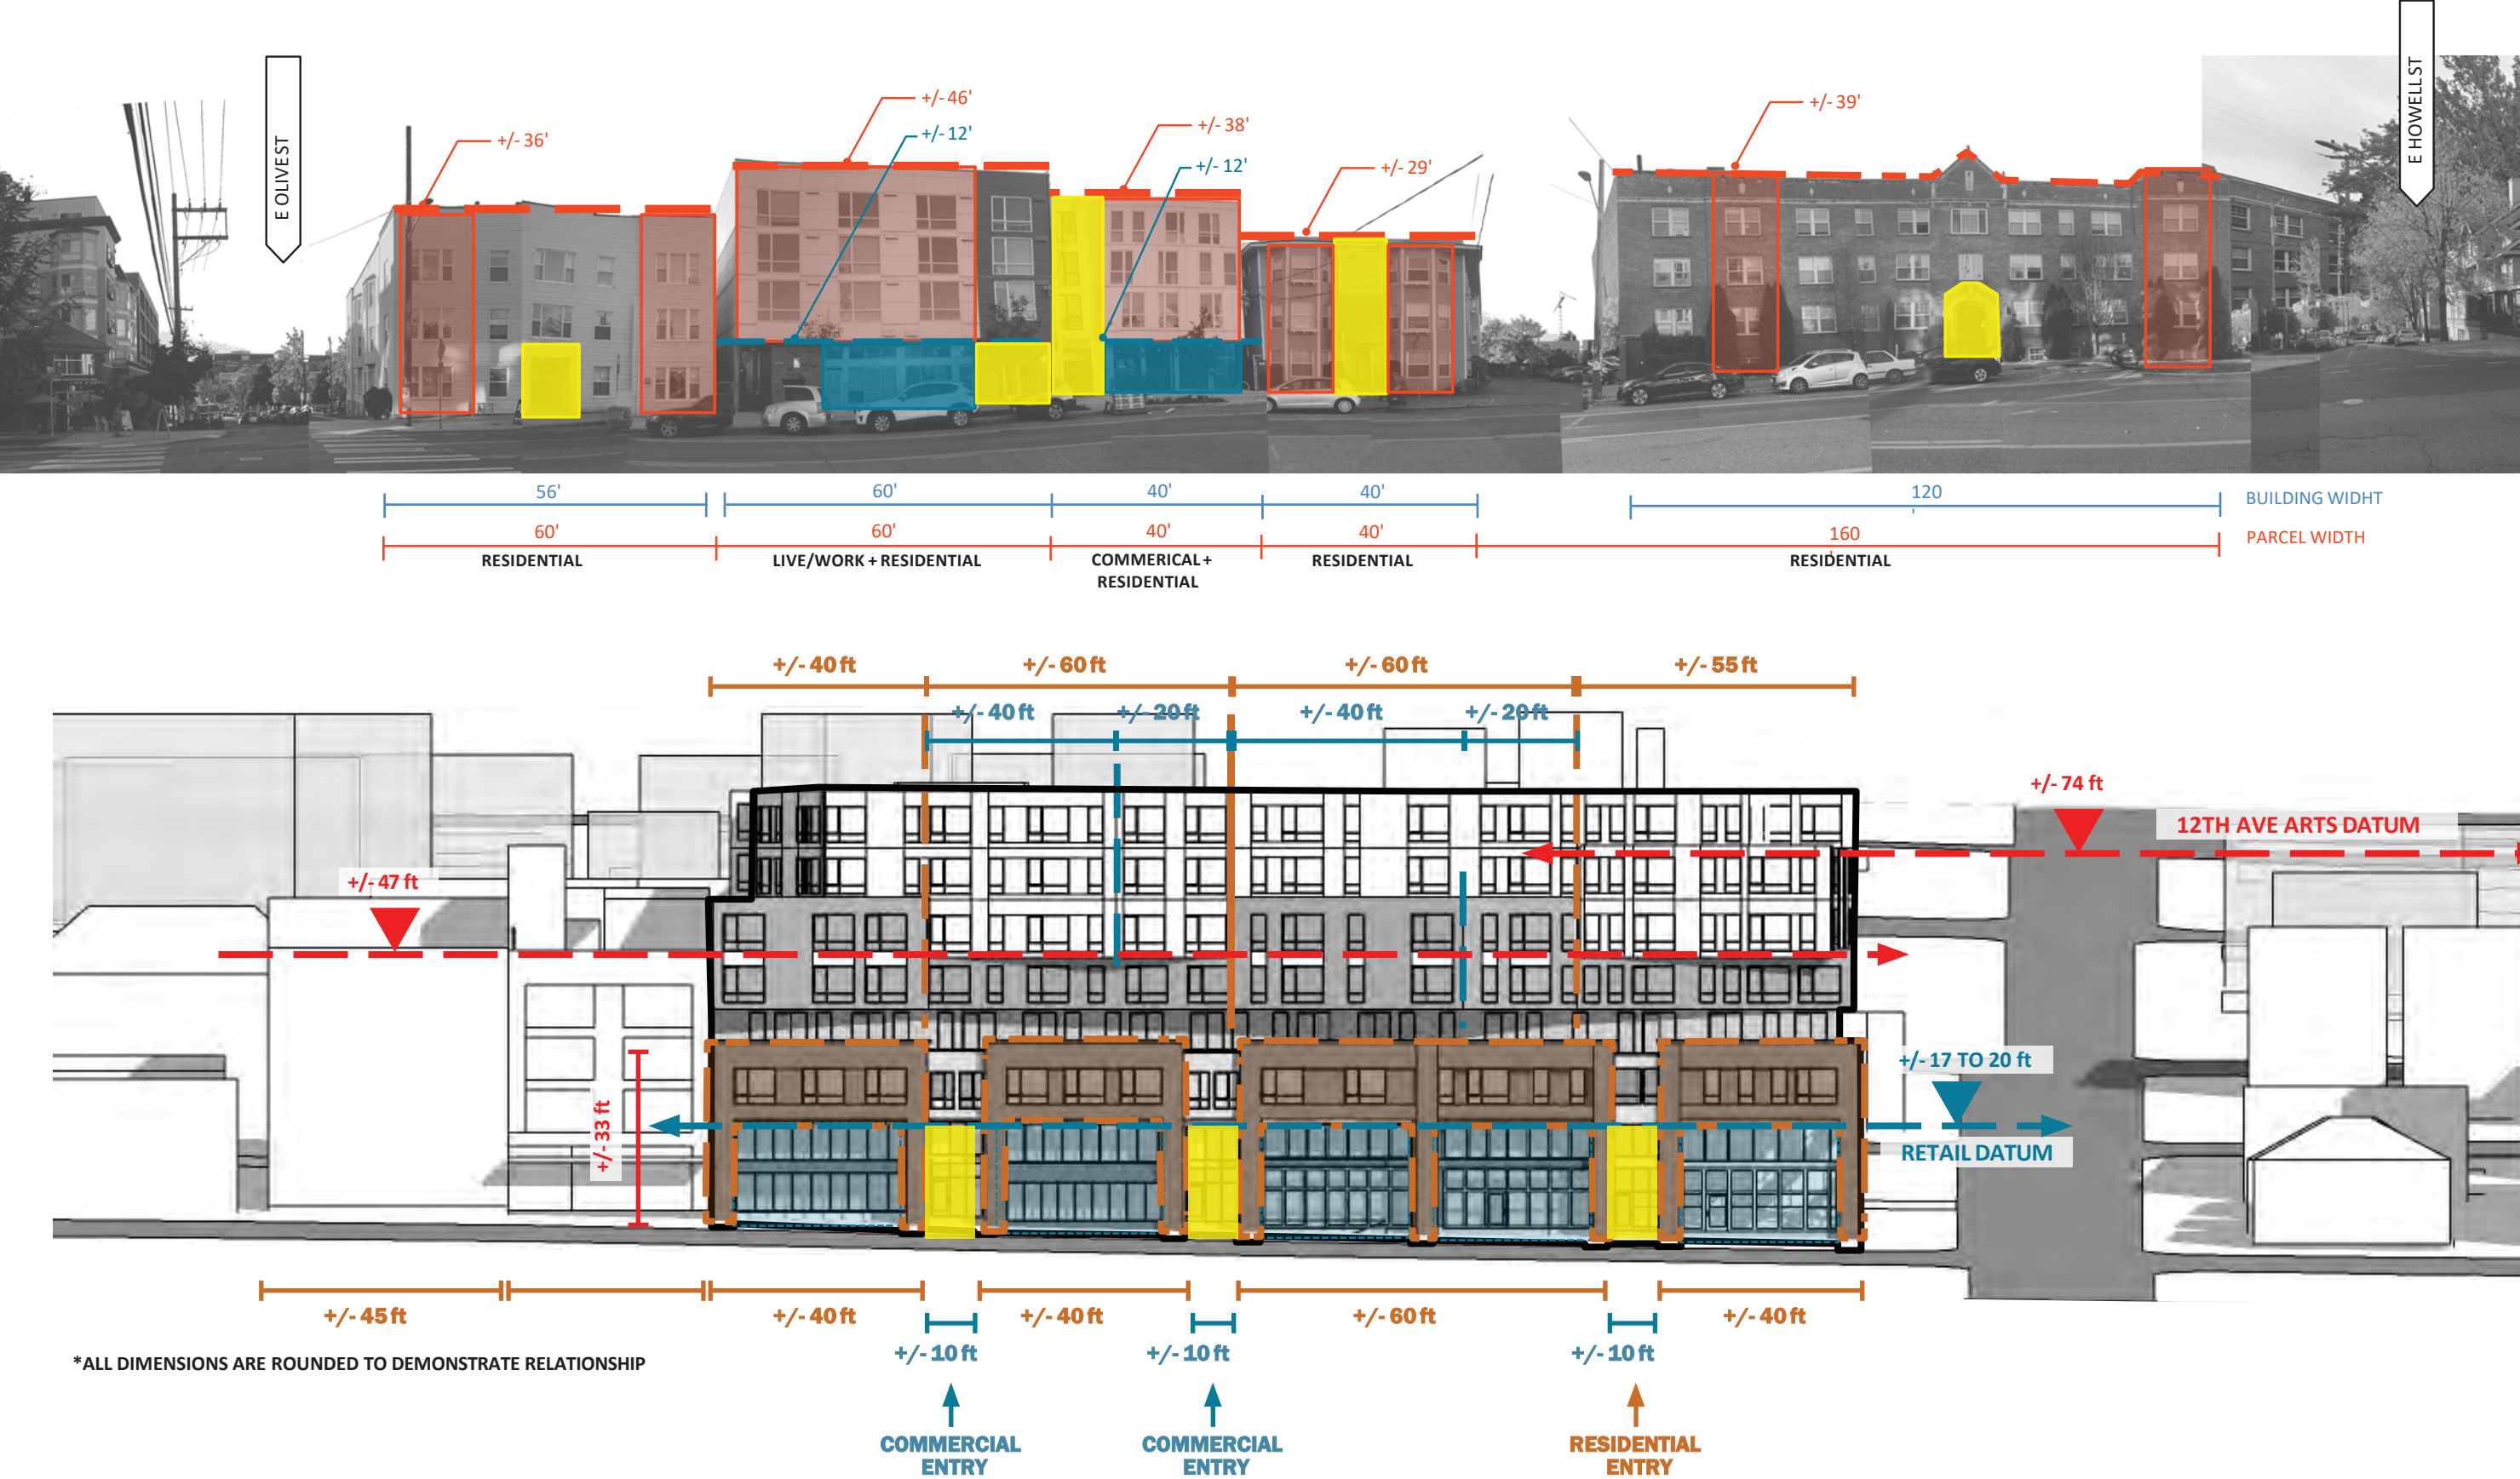 E OLIVE ST
E HOWELL ST
+/- 36'
+/- 46'
+/- 12'
+/- 38'
+/- 12'
+/- 29'
+/- 39'
56'
60'
40'
40'
120
'
BUILDING WIDHT
60'
60'
40'
40'
160
PARCEL WIDTH
RESIDENTIAL
LIVE/WORK + RESIDENTIAL
COMMERICAL +
RESIDENTIAL
RESIDENTIAL
RESIDENTIAL
+/- 40 ft
+/- 60 ft
+/- 60 ft
+/- 55 ft
+/- 40 ft
+/- 20 ft
+/- 40 ft
+/- 20 ft
+/- 74 ft
12TH AVE ARTS DATUM
+/- 47 ft
+/- 33 ft
+/- 17 TO 20 ft
RETAIL DATUM
+/- 45 ft
+/- 40 ft
+/- 40 ft
+/- 60 ft
+/- 40 ft
+/- 10 ft
+/- 10 ft
+/- 10 ft
*ALL DIMENSIONS ARE ROUNDED TO DEMONSTRATE RELATIONSHIP
COMMERCIAL
ENTRY
COMMERCIAL
ENTRY
RESIDENTIAL
ENTRY